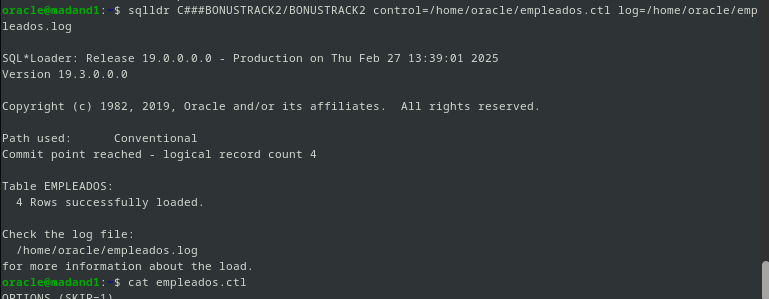 oracle@madand1:~$ sqlldr C###BONUSTRACK2/BONUSTRACK2 control=/home/oracle/empleados.ctl log=/home/oracle/emp
leados.log
SQL*Loader: Release 19.0.0.0.0 - Production on Thu Feb 27 13:39:01 2025
Version 19.3.0.0.0
Copyright (c) 1982, 2019, Oracle and/or its affiliates.  All rights reserved.
Path used:      Conventional
Commit point reached - logical record count 4
Table EMPLEADOS:
  4 Rows successfully loaded.
Check the log file:
  /home/oracle/empleados.log
for more information about the load.
oracle@madand1:~$ cat empleados.ctl
OPTIONS (SKIP=1)